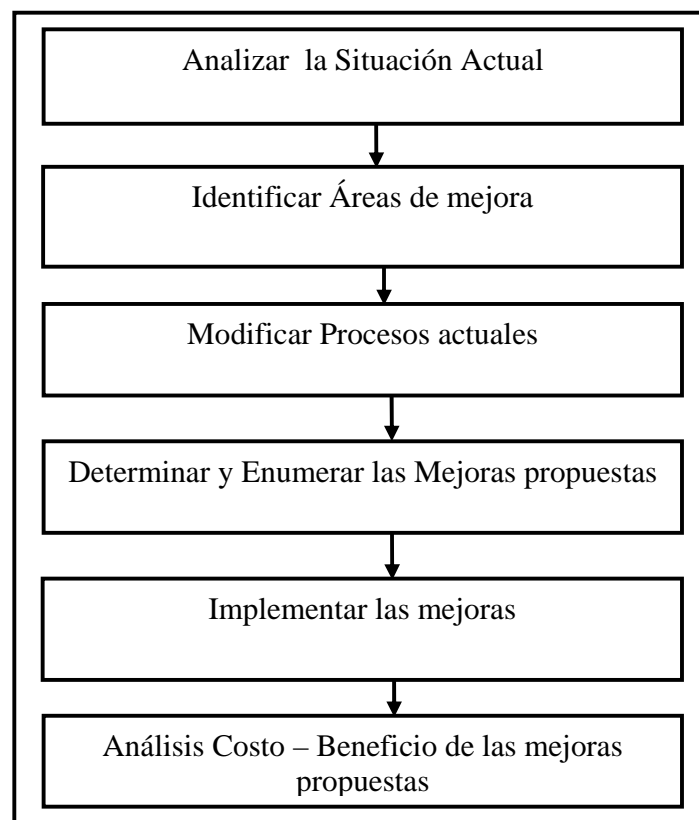 Analizar la Situación Actual
Identificar Áreas de mejora
Modificar Procesos actuales
Determinar y Enumerar las Mejoras propuestas
Implementar las mejoras
Análisis Costo – Beneficio de las mejoras
propuestas